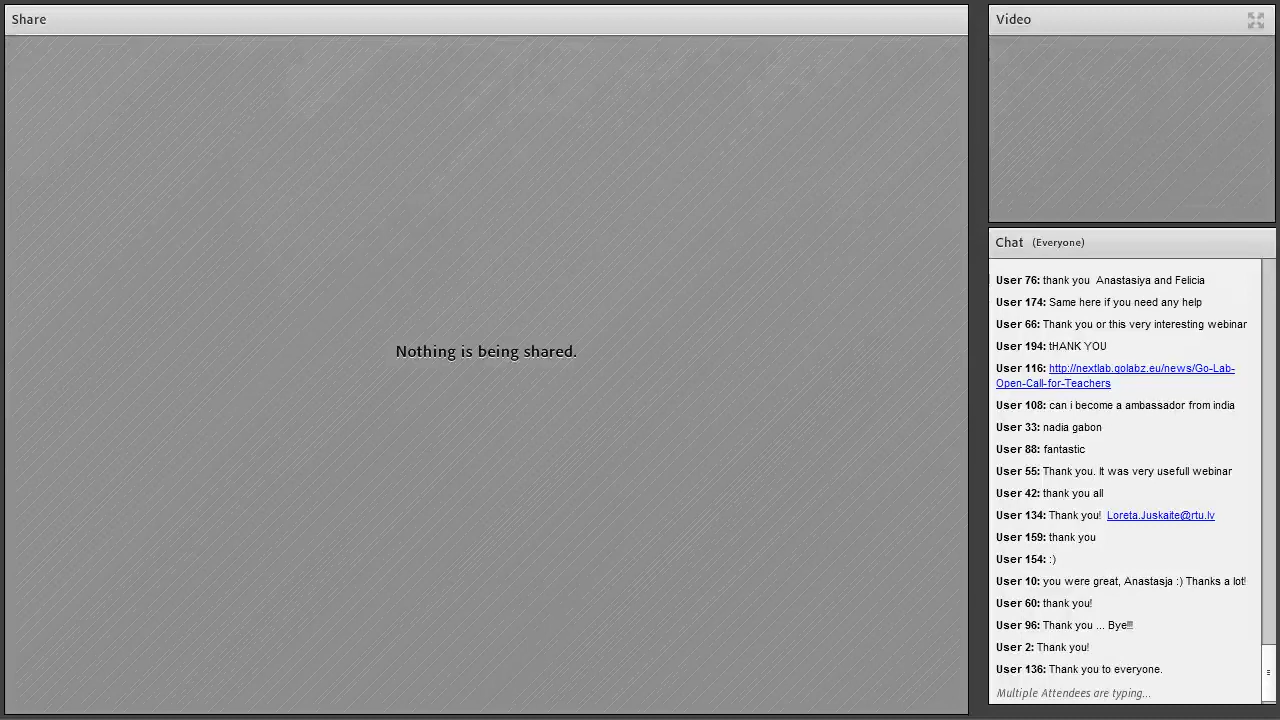 Share
Nothing is being shared.
Video
Chat (Everyone)
User 76: thank you  Anastasiya and Felicia
User 174: Same here if you need any help
User 66: Thank you or this very interesting webinar
User 194: tHANK YOU
User 116: http://nextlab.golabz.eu/news/Go-Lab-
Open-Call-for-Teachers
User 108: can i become a ambassador from india
User 33: nadia gabon
User 88: fantastic
User 55: Thank you. It was very usefull webinar
User 42: thank you all
User 134: Thank you!  Loreta.Juskaite@rtu.lv
User 159: thank you
User 154: :)
User 10: you were great, Anastasja :) Thanks a lot!
User 60: thank you!
User 96: Thank you ... Bye!!!
User 2: Thank you!
User 136: Thank you to everyone.
Multiple Attendees are typing...